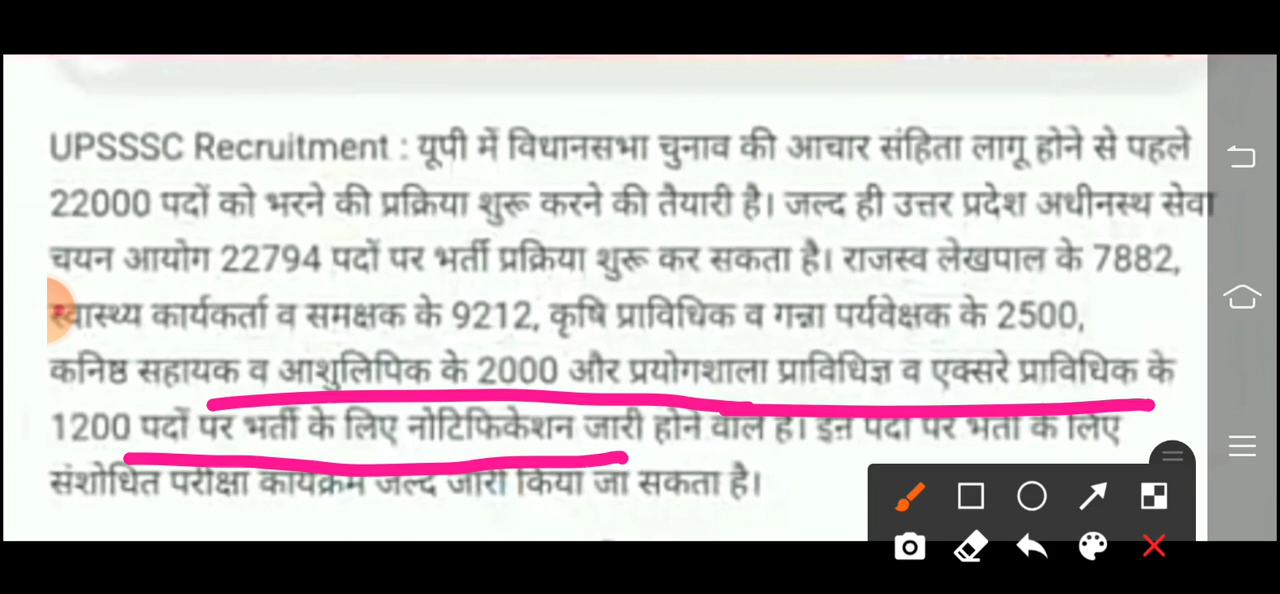 UPSSSC Recruitment : यूपी में विधानसभा चुनाव की आचार संहिता लागू होने से पहले
22000 पदों को भरने की प्रक्रिया शुरू करने की तैयारी है। जल्द ही उत्तर प्रदेश अधीनस्थ सेवा
चयन आयोग 22794 पदों पर भर्ती प्रक्रिया शुरू कर सकता है। राजस्व लेखपाल के 7882,
स्वास्थ्य कार्यकर्ता व समक्षक के 9212, कृषि प्राविधिक व गन्ना पर्यवेक्षक के 2500,
कनिष्ठ सहायक व आशुलिपिक के 2000 और प्रयोगशाला प्राविधिज्ञ व एक्सरे प्राविधिक के
1200 पदों पर भर्ती के लिए नोटिफिकेशन जारी होने वाले है। इन पदों पर भर्ती के लिए
संशोधित परीक्षा कार्यक्रम जल्द जारी किया जा सकता है।